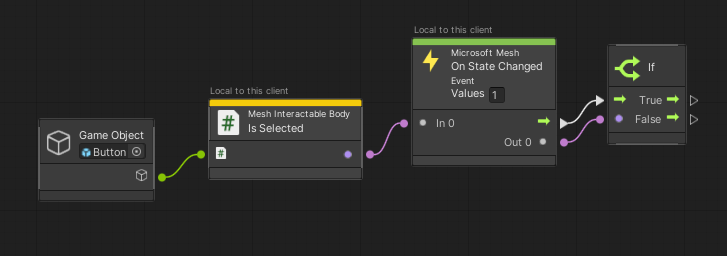 Game Object
Button
Local to this client
Mesh Interactable Body
Is Selected
Local to this client
Microsoft Mesh
On State Changed
Event
Values 1
In 0
Out 0
If
True
False